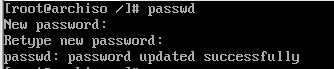 [root@archiso /]# passwd
New password:
Retype new password:
passwd: password updated successfully